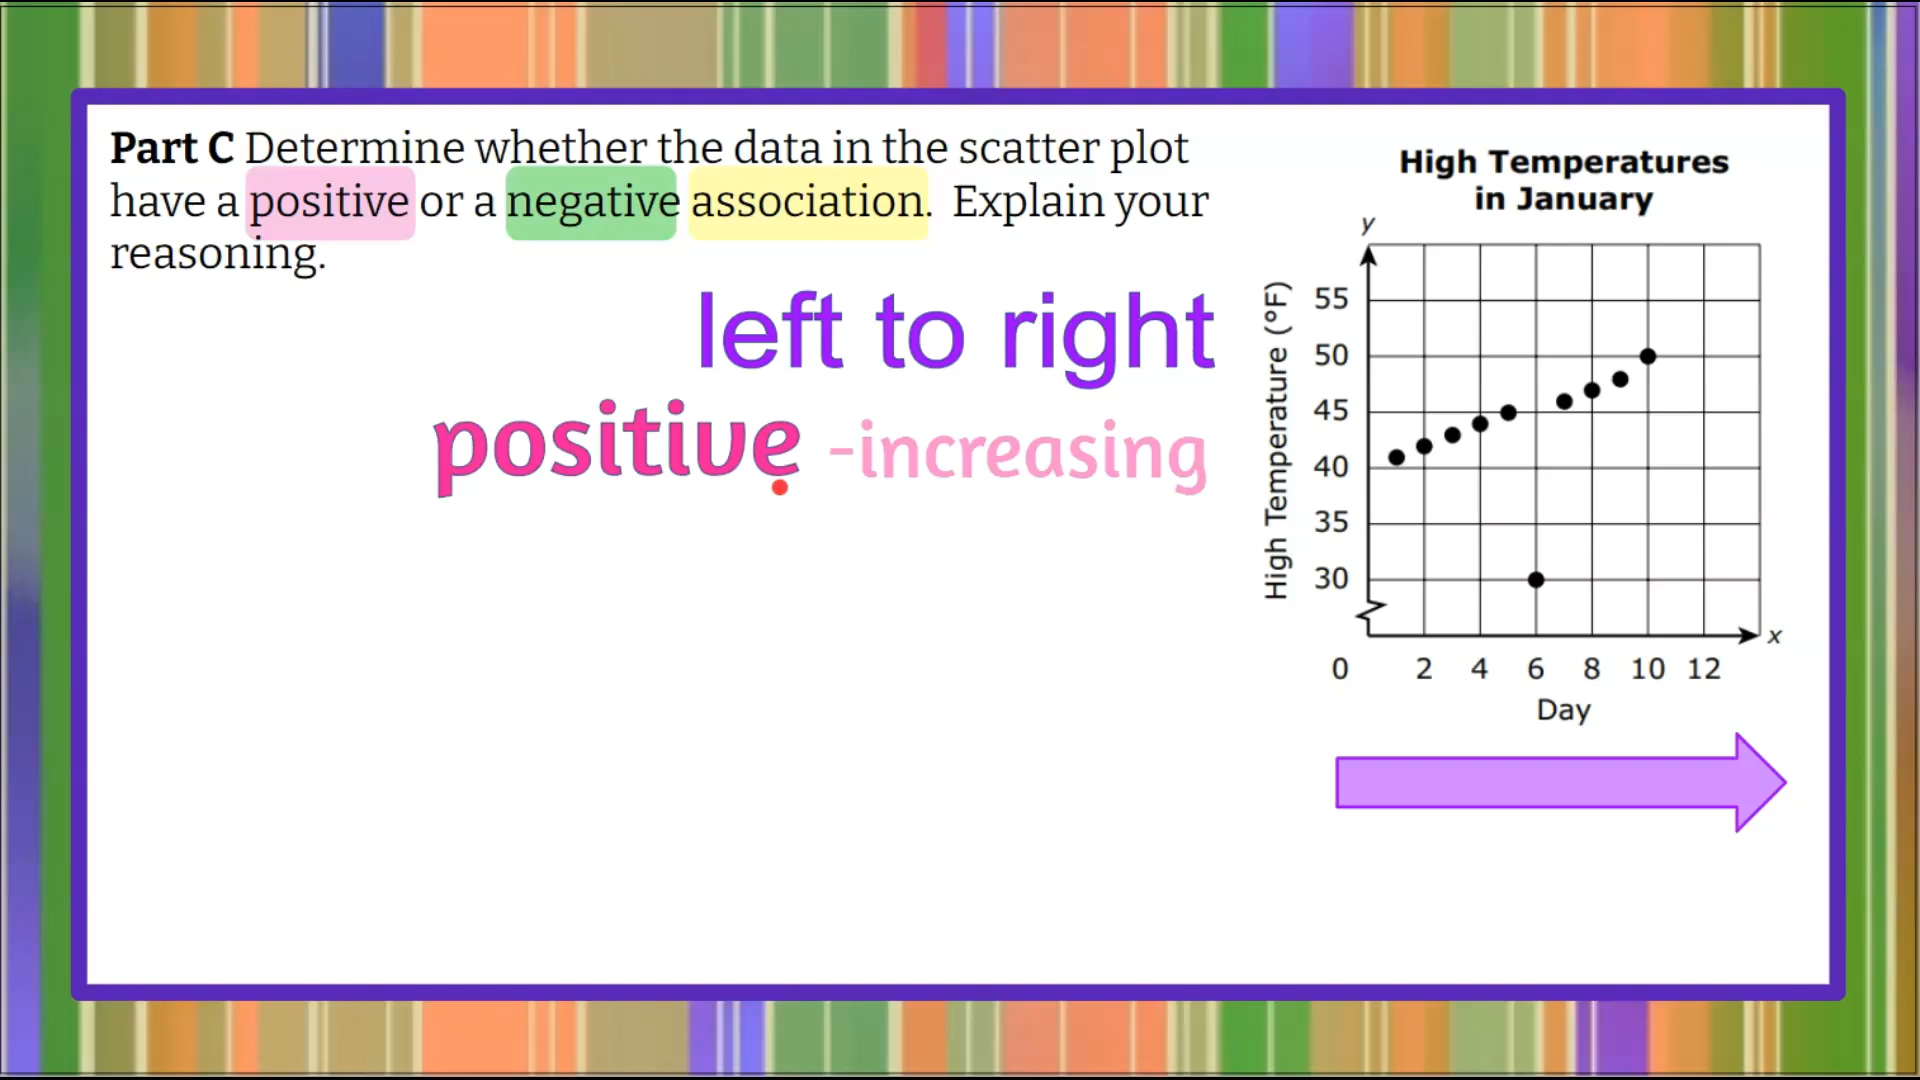 Part C Determine whether the data in the scatter plot
have a positive or a negative association. Explain your
reasoning.
left to right
positive -increasing
High Temperatures
in January
y
High Temperature (°F)
55
50
45
40
35
30
x
0 2 4 6 8 10 12
Day